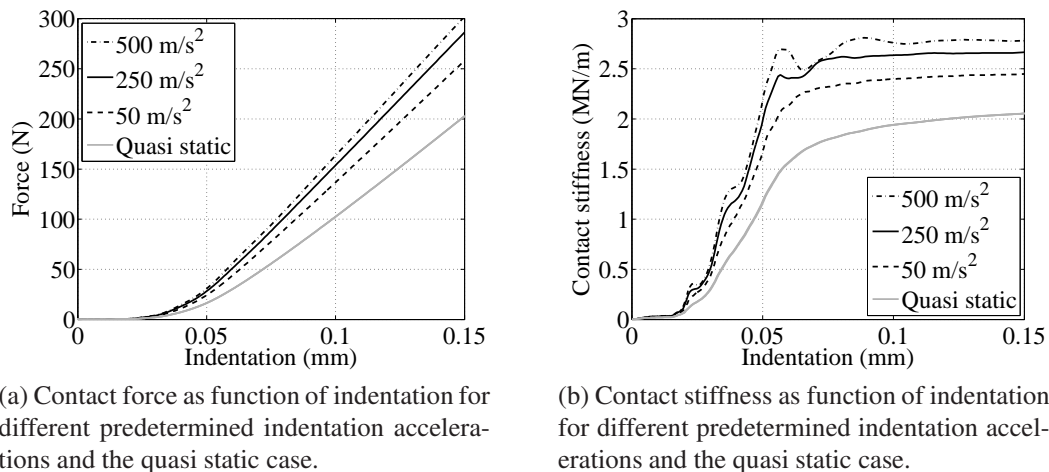 300
250
200
150
100
50
0
Force (N)
500 m/s²
250 m/s²
50 m/s²
Quasi static
0 0.05 0.1 0.15
Indentation (mm)
(a) Contact force as function of indentation for
different predetermined indentation accelera-
tions and the quasi static case.
3
2.5
2
1.5
1
0.5
0
Contact stiffness (MN/m)
500 m/s²
250 m/s²
50 m/s²
Quasi static
0 0.05 0.1 0.15
Indentation (mm)
(b) Contact stiffness as function of indentation
for different predetermined indentation accel-
erations and the quasi static case.